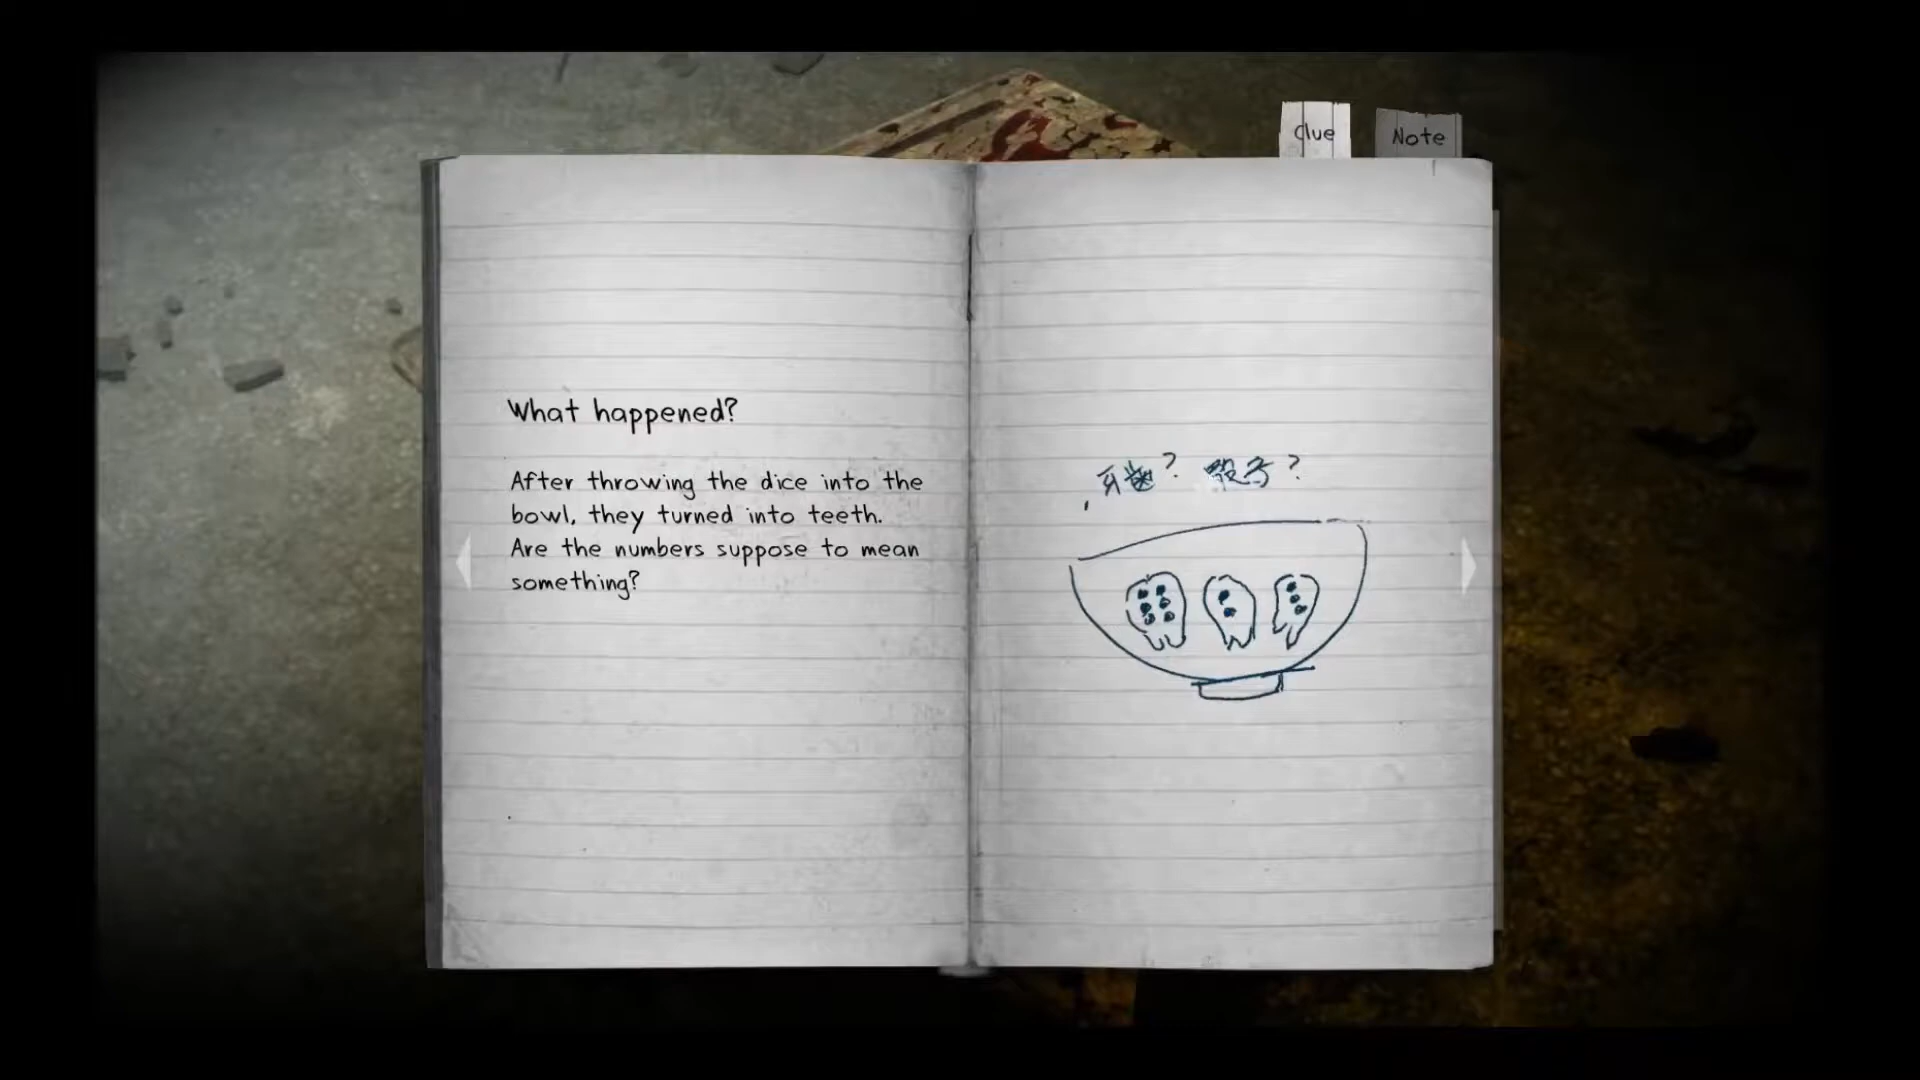 Clue
Note
What happened?
After throwing the dice into the
bowl, they turned into teeth.
Are the numbers suppose to mean
something?
牙齒? 骰子?